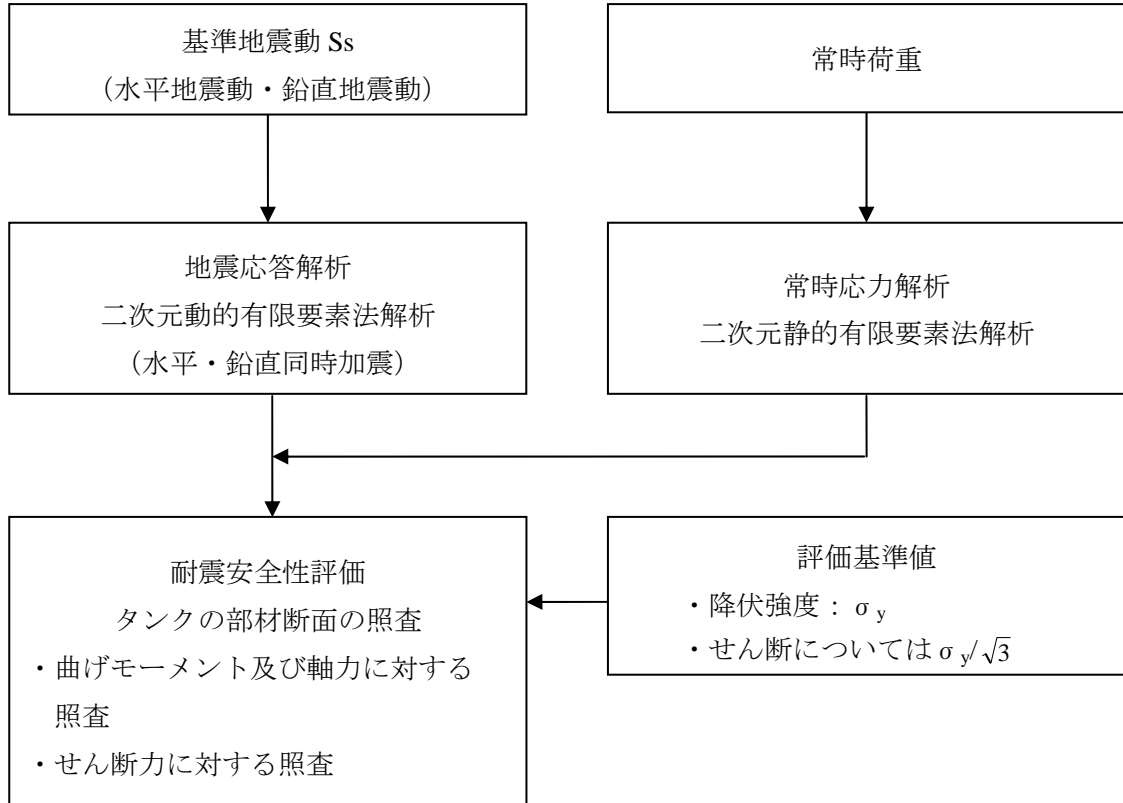 基準地震動 Ss
（水平地震動・鉛直地震動）
常時荷重
地震応答解析
二次元動的有限要素法解析
（水平・鉛直同時加震）
常時応力解析
二次元静的有限要素法解析
耐震安全性評価
タンクの部材断面の照査
・曲げモーメント及び軸力に対する
照査
・せん断力に対する照査
評価基準値
・降伏強度：σy
・せん断についてはσy/√3